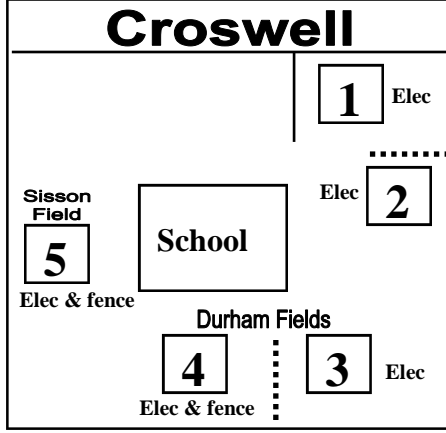 Croswell
1
Elec
Elec
2
Sisson
Field
5
Elec & fence
School
Durham Fields
4
Elec & fence
3
Elec